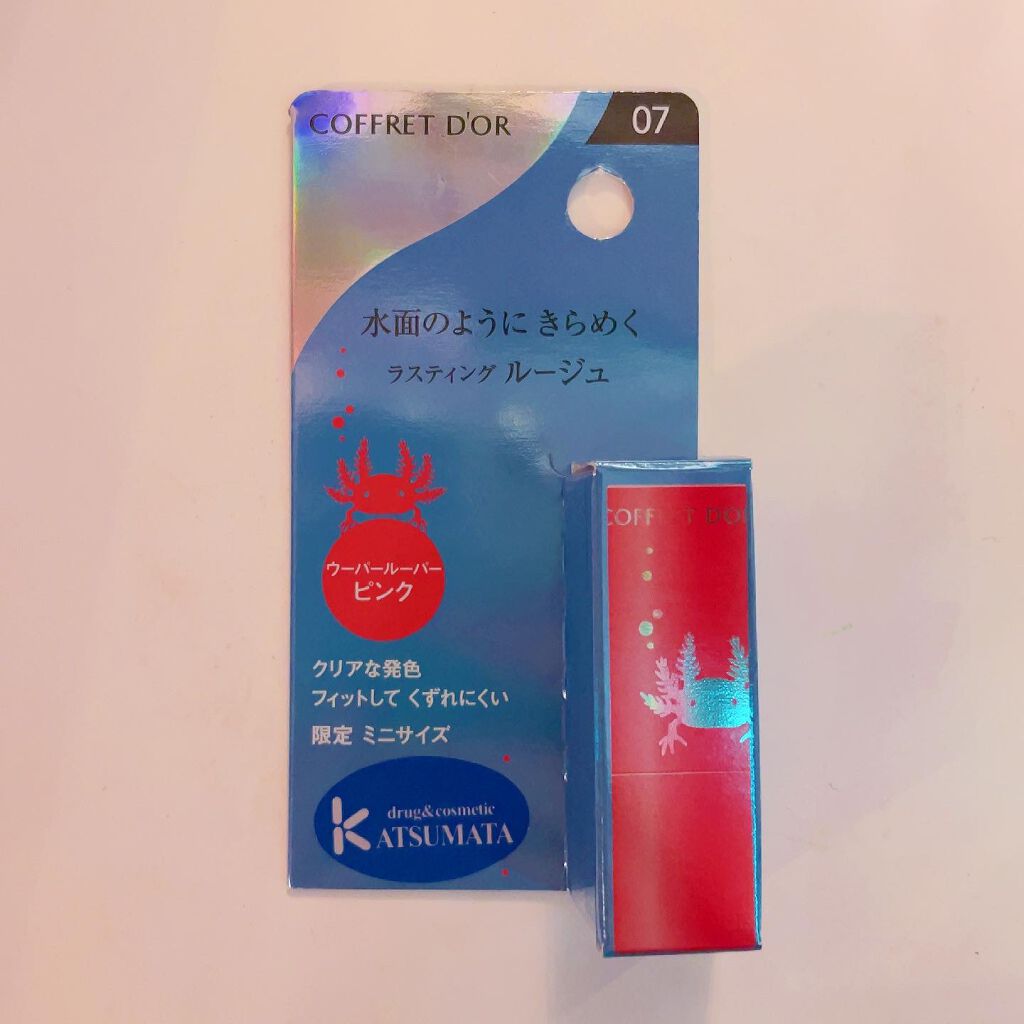 COFFRET D'OR
07
水面のように きらめく
ラスティング ルージュ
ウーパールーパー
ピンク
クリアな発色
フィットして くずれにくい
限定 ミニサイズ
drug&cosmetic
KATSUMATA
COFFRET D'OR